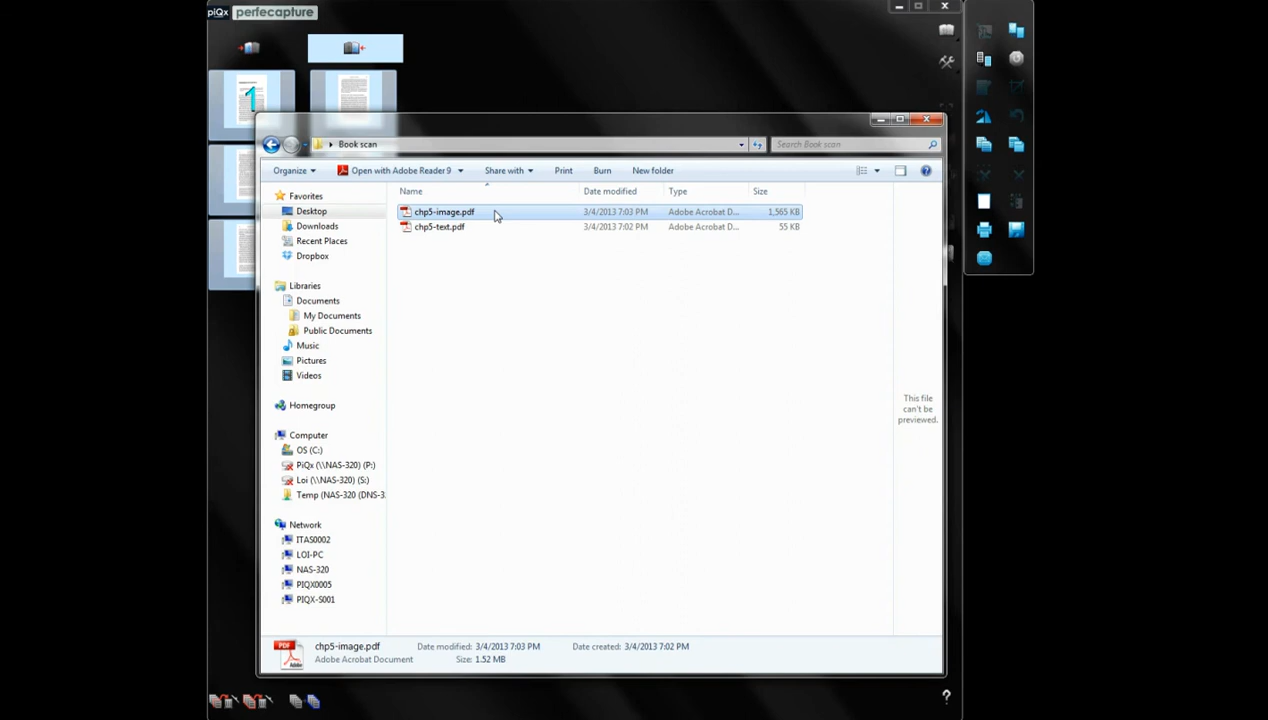 piQx perfecapture
1
Book scan
Search Book scan
Organize
Open with Adobe Reader 9
Share with
Print
Burn
New folder
Name
Date modified
Type
Size
Favorites
Desktop
Downloads
Recent Places
Dropbox
Libraries
Documents
My Documents
Public Documents
Music
Pictures
Videos
Homegroup
Computer
OS (C:)
PiQx (\\NAS-320) (P:)
Loi (\\NAS-320) (S:)
Temp (NAS-320 (DNS-3
Network
ITAS0002
LOI-PC
NAS-320
PIQX0005
PIQX-S001
chp5-image.pdf 3/4/2013 7:03 PM Adobe Acrobat D... 1,565 KB
chp5-text.pdf 3/4/2013 7:02 PM Adobe Acrobat D... 55 KB
This file
can't be
previewed.
PDF
Adobe
chp5-image.pdf Date modified: 3/4/2013 7:03 PM Date created: 3/4/2013 7:02 PM
Adobe Acrobat Document Size: 1.52 MB